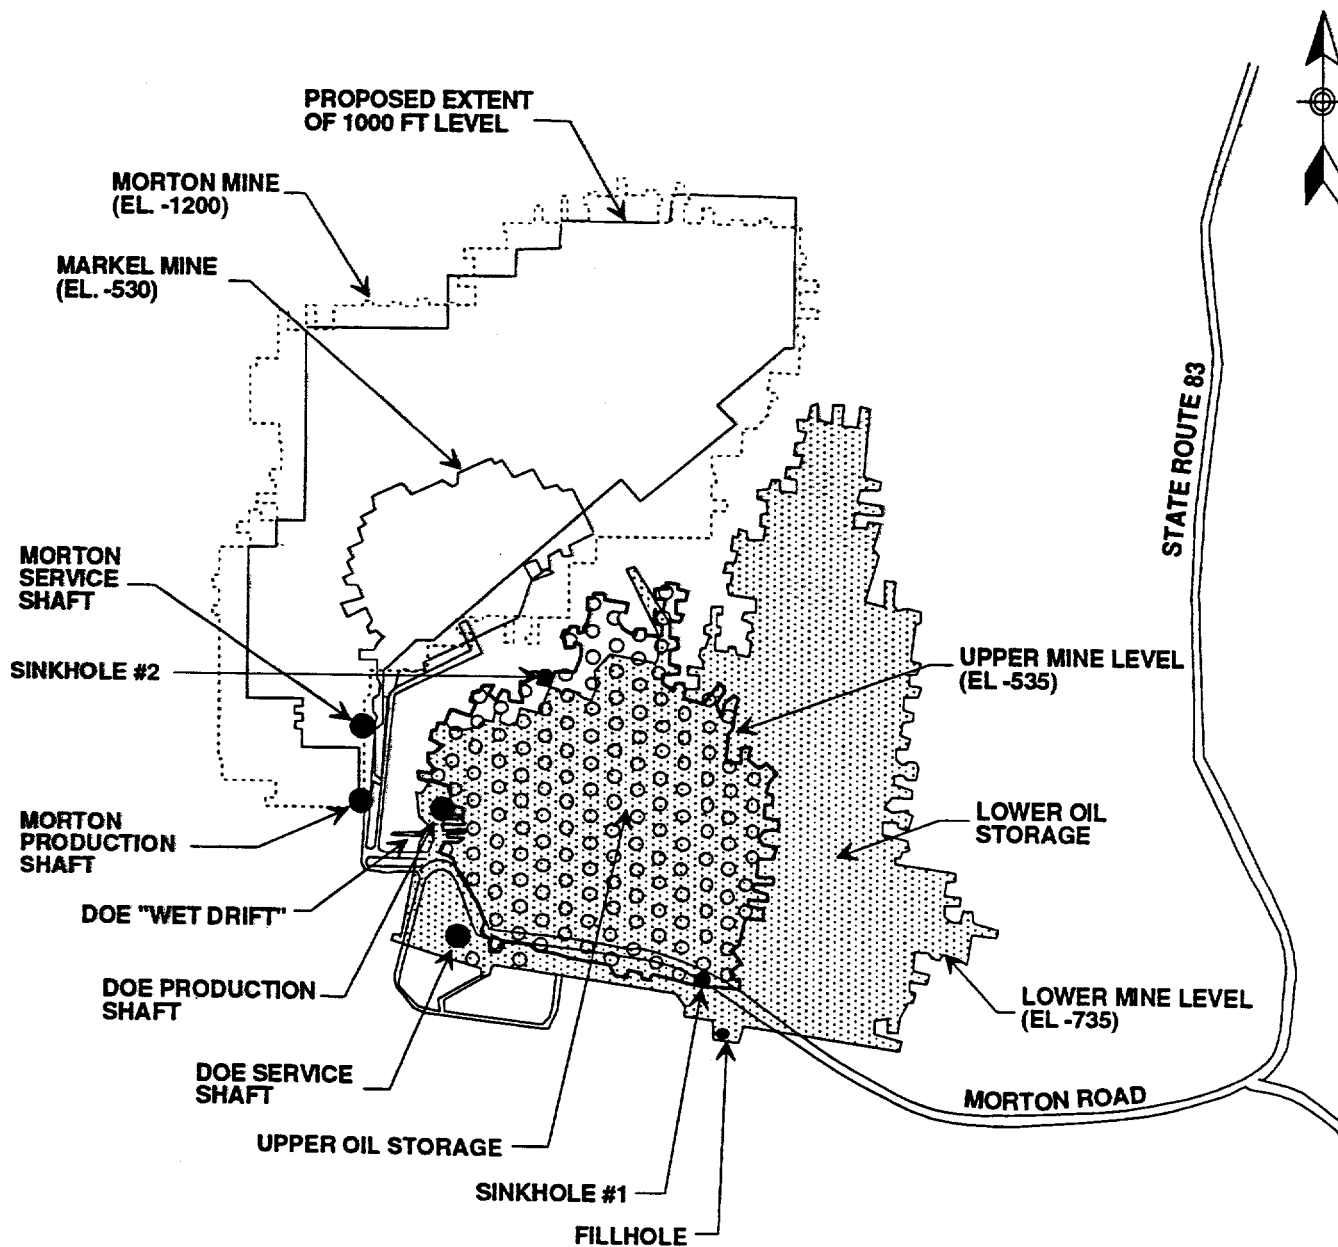 PROPOSED EXTENT
OF 1000 FT LEVEL
MORTON MINE
(EL. -1200)
MARKEL MINE
(EL. -530)
STATE ROUTE 83
MORTON
SERVICE
SHAFT
SINKHOLE #2
UPPER MINE LEVEL
(EL -535)
MORTON
PRODUCTION
SHAFT
LOWER OIL
STORAGE
DOE "WET DRIFT"
DOE PRODUCTION
SHAFT
LOWER MINE LEVEL
(EL -735)
DOE SERVICE
SHAFT
MORTON ROAD
UPPER OIL STORAGE
SINKHOLE #1
FILLHOLE